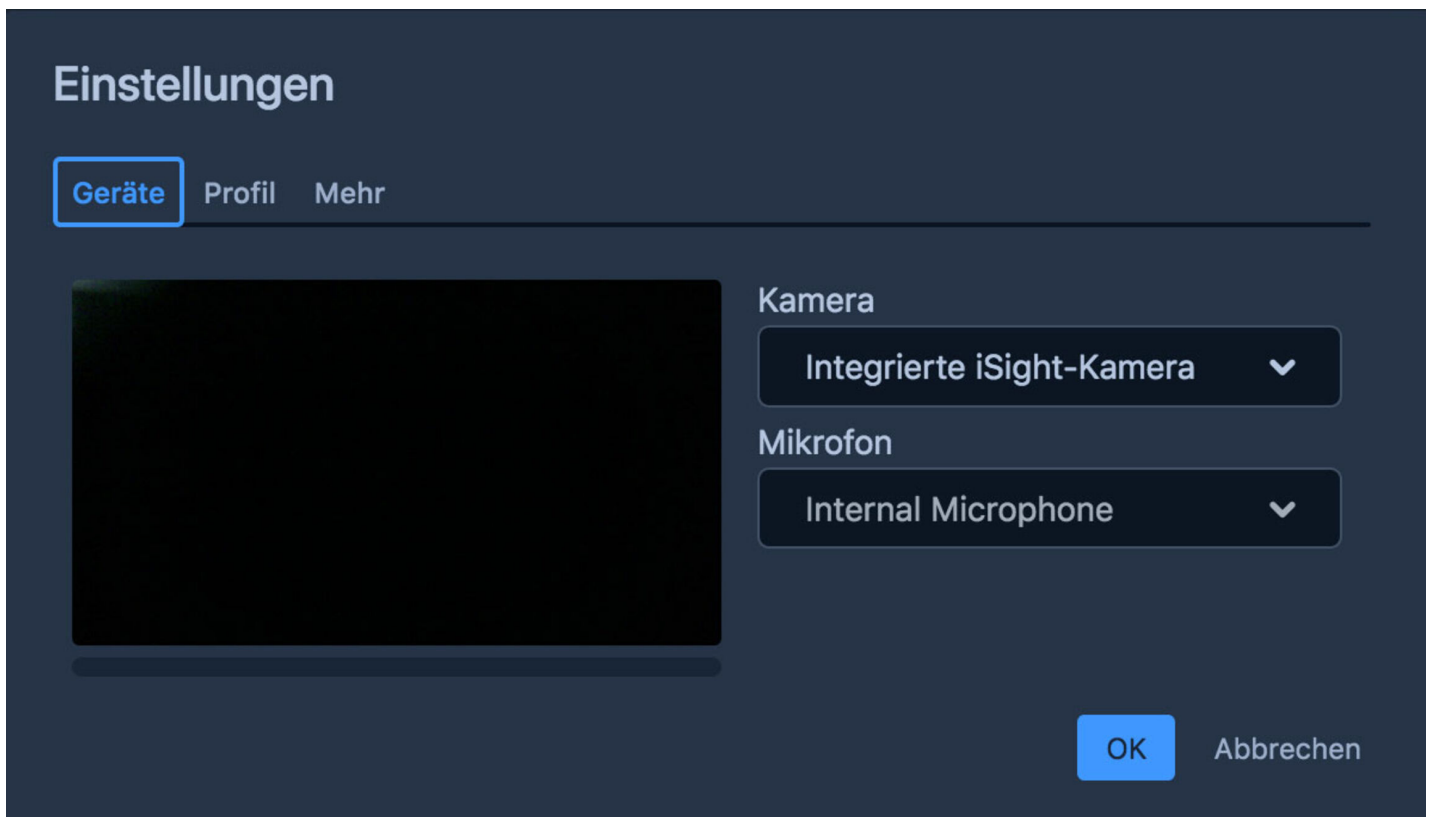 Einstellungen
Geräte Profil Mehr
Kamera
Integrierte iSight-Kamera
Mikrofon
Internal Microphone
OK Abbrechen